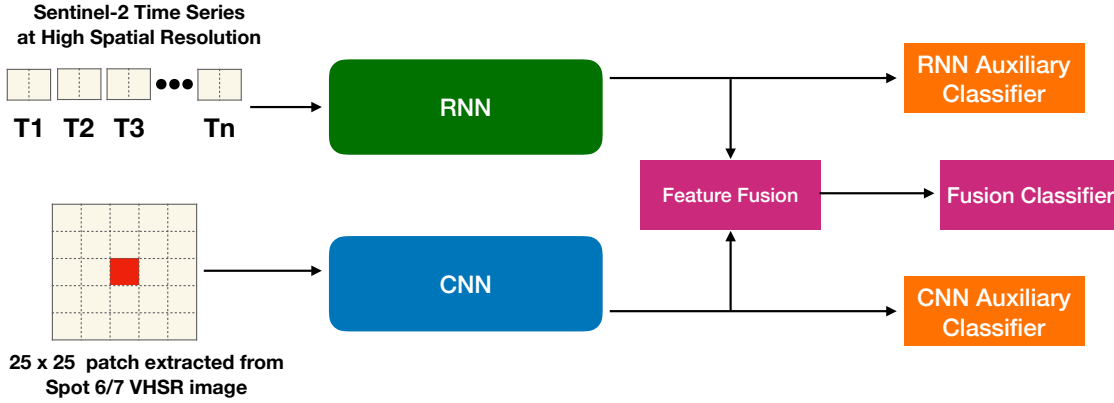 Sentinel-2 Time Series
at High Spatial Resolution
T1 T2 T3 Tn
RNN
RNN Auxiliary
Classifier
Feature Fusion
Fusion Classifier
CNN
CNN Auxiliary
Classifier
25 x 25 patch extracted from
Spot 6/7 VHSR image